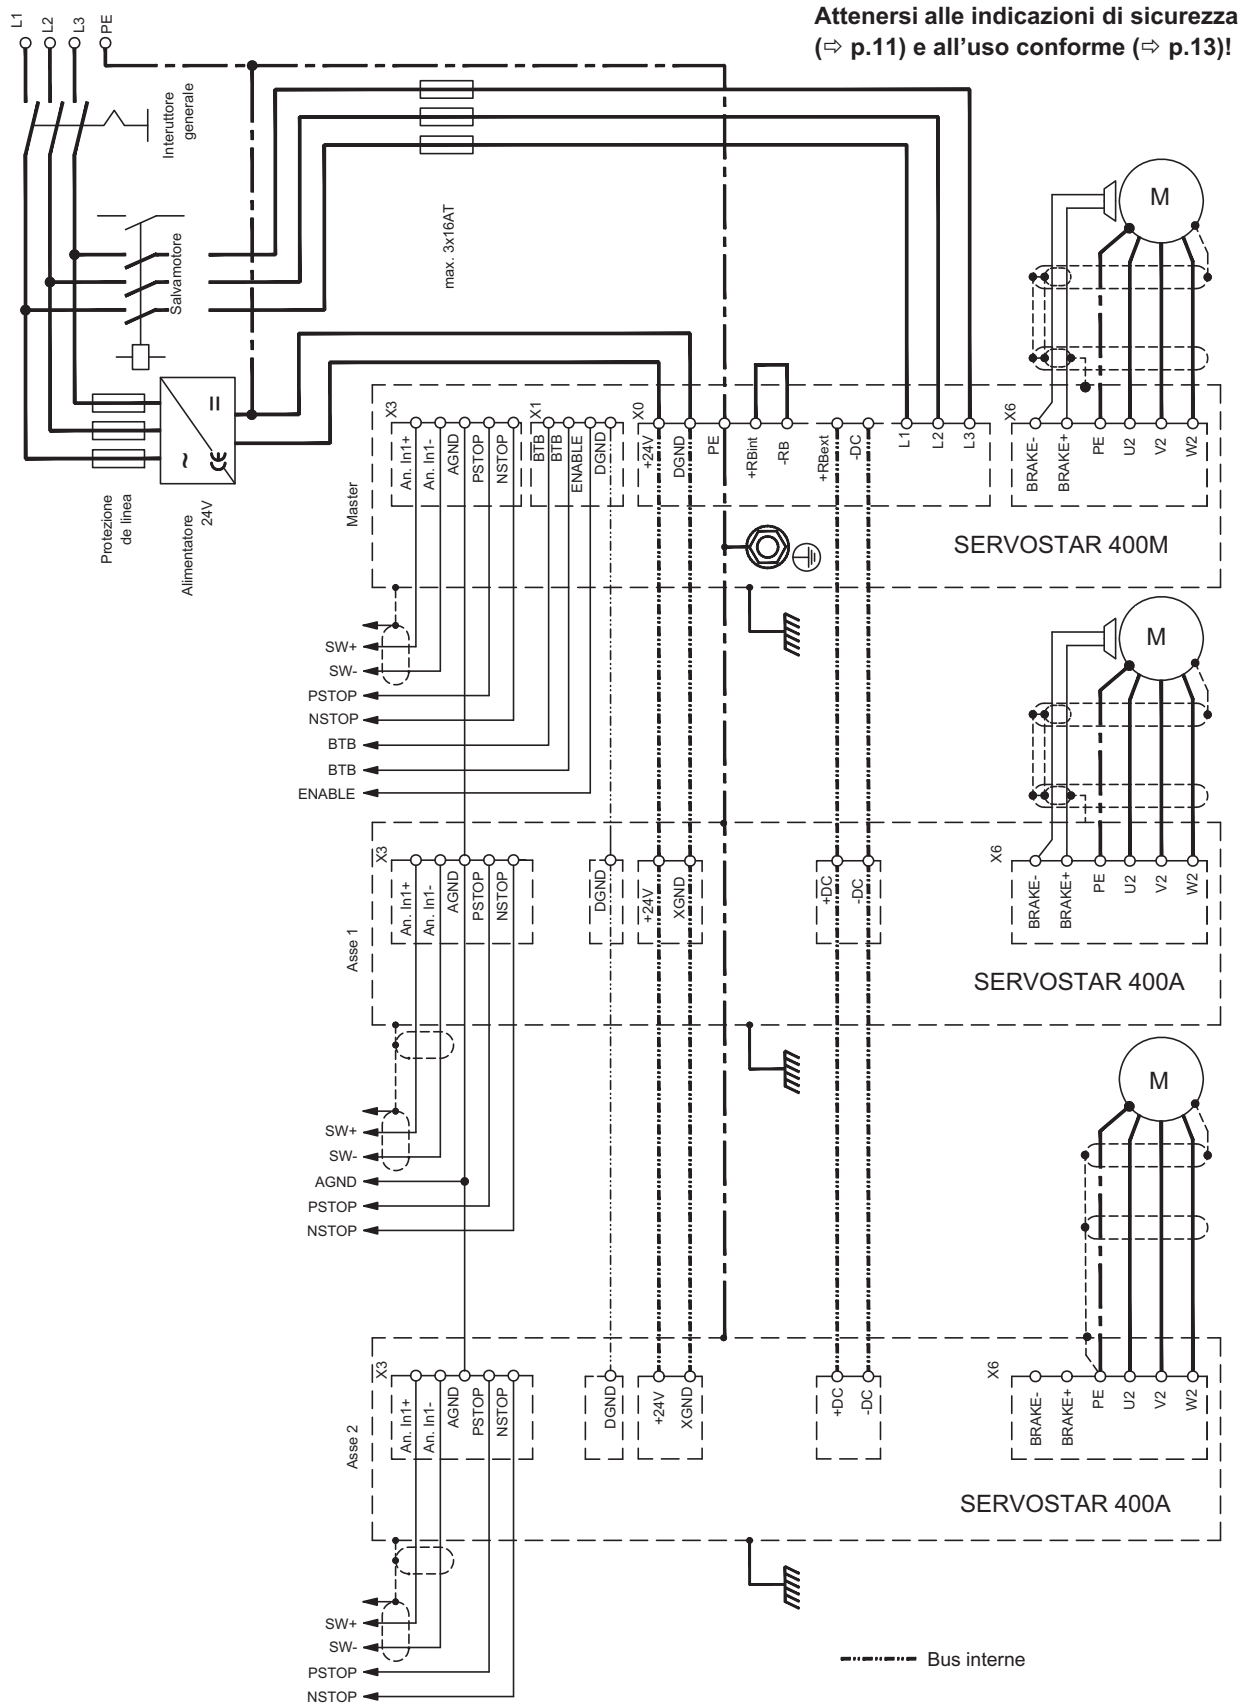 Attenersi alle indicazioni di sicurezza
(⇨ p.11) e all'uso conforme (⇨ p.13)!
L1
L2
L3
PE
Interuttore
generale
Salvamotore
max. 3x16AT
Protezione
de linea
Alimentatore
24V
~
=
CE
M
Master
X3
An. In1+
An. In1-
AGND
PSTOP
NSTOP
X1
BTB
BTB
ENABLE
DGND
X0
+24V
DGND
PE
+RBint
-RB
+RBext
-DC
L1
L2
L3
X6
BRAKE-
BRAKE+
PE
U2
V2
W2
SERVOSTAR 400M
SW+
SW-
PSTOP
NSTOP
BTB
BTB
ENABLE
M
Asse 1
X3
An. In1+
An. In1-
AGND
PSTOP
NSTOP
DGND
+24V
XGND
+DC
-DC
X6
BRAKE-
BRAKE+
PE
U2
V2
W2
SERVOSTAR 400A
SW+
SW-
AGND
PSTOP
NSTOP
M
Asse 2
X3
An. In1+
An. In1-
AGND
PSTOP
NSTOP
DGND
+24V
XGND
+DC
-DC
X6
BRAKE-
BRAKE+
PE
U2
V2
W2
SERVOSTAR 400A
SW+
SW-
PSTOP
NSTOP
Bus interne